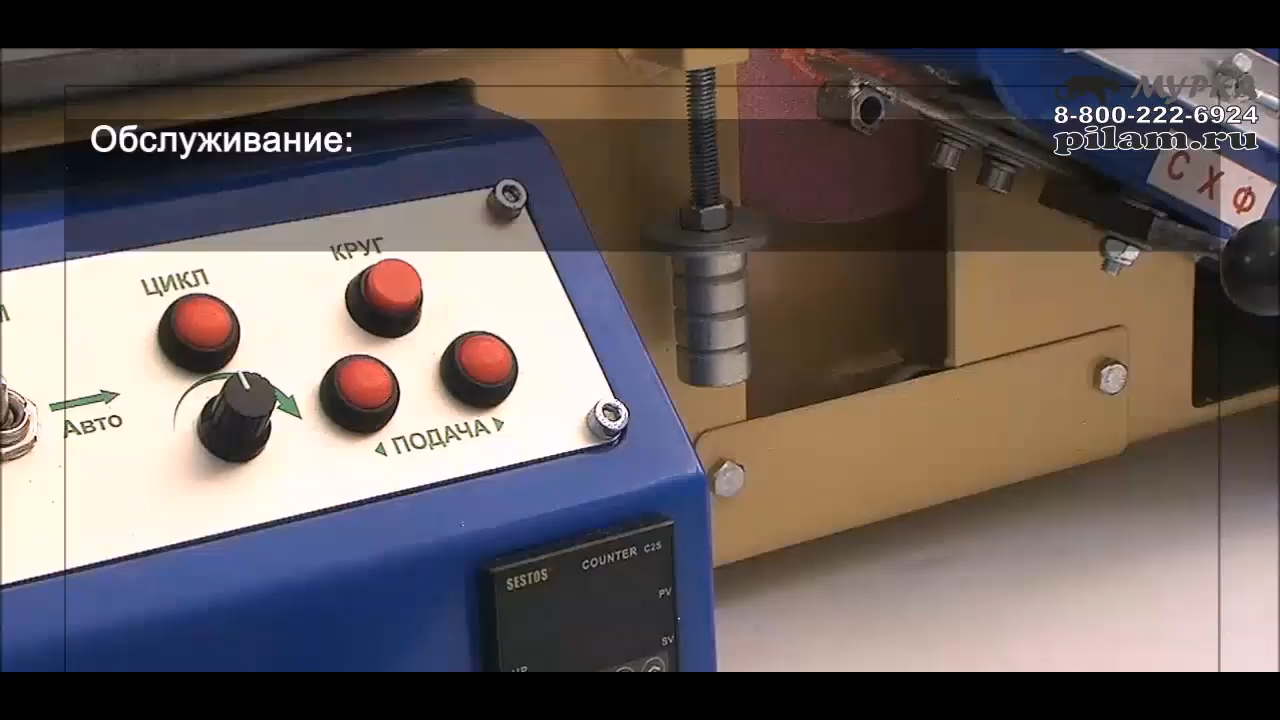 Обслуживание:
МУРКА
8-800-222-6924
pilam.ru
С Х Ф
КРУГ
ЦИКЛ
Авто
ПОДАЧА
SESTOS
COUNTER C2S
PV
SV